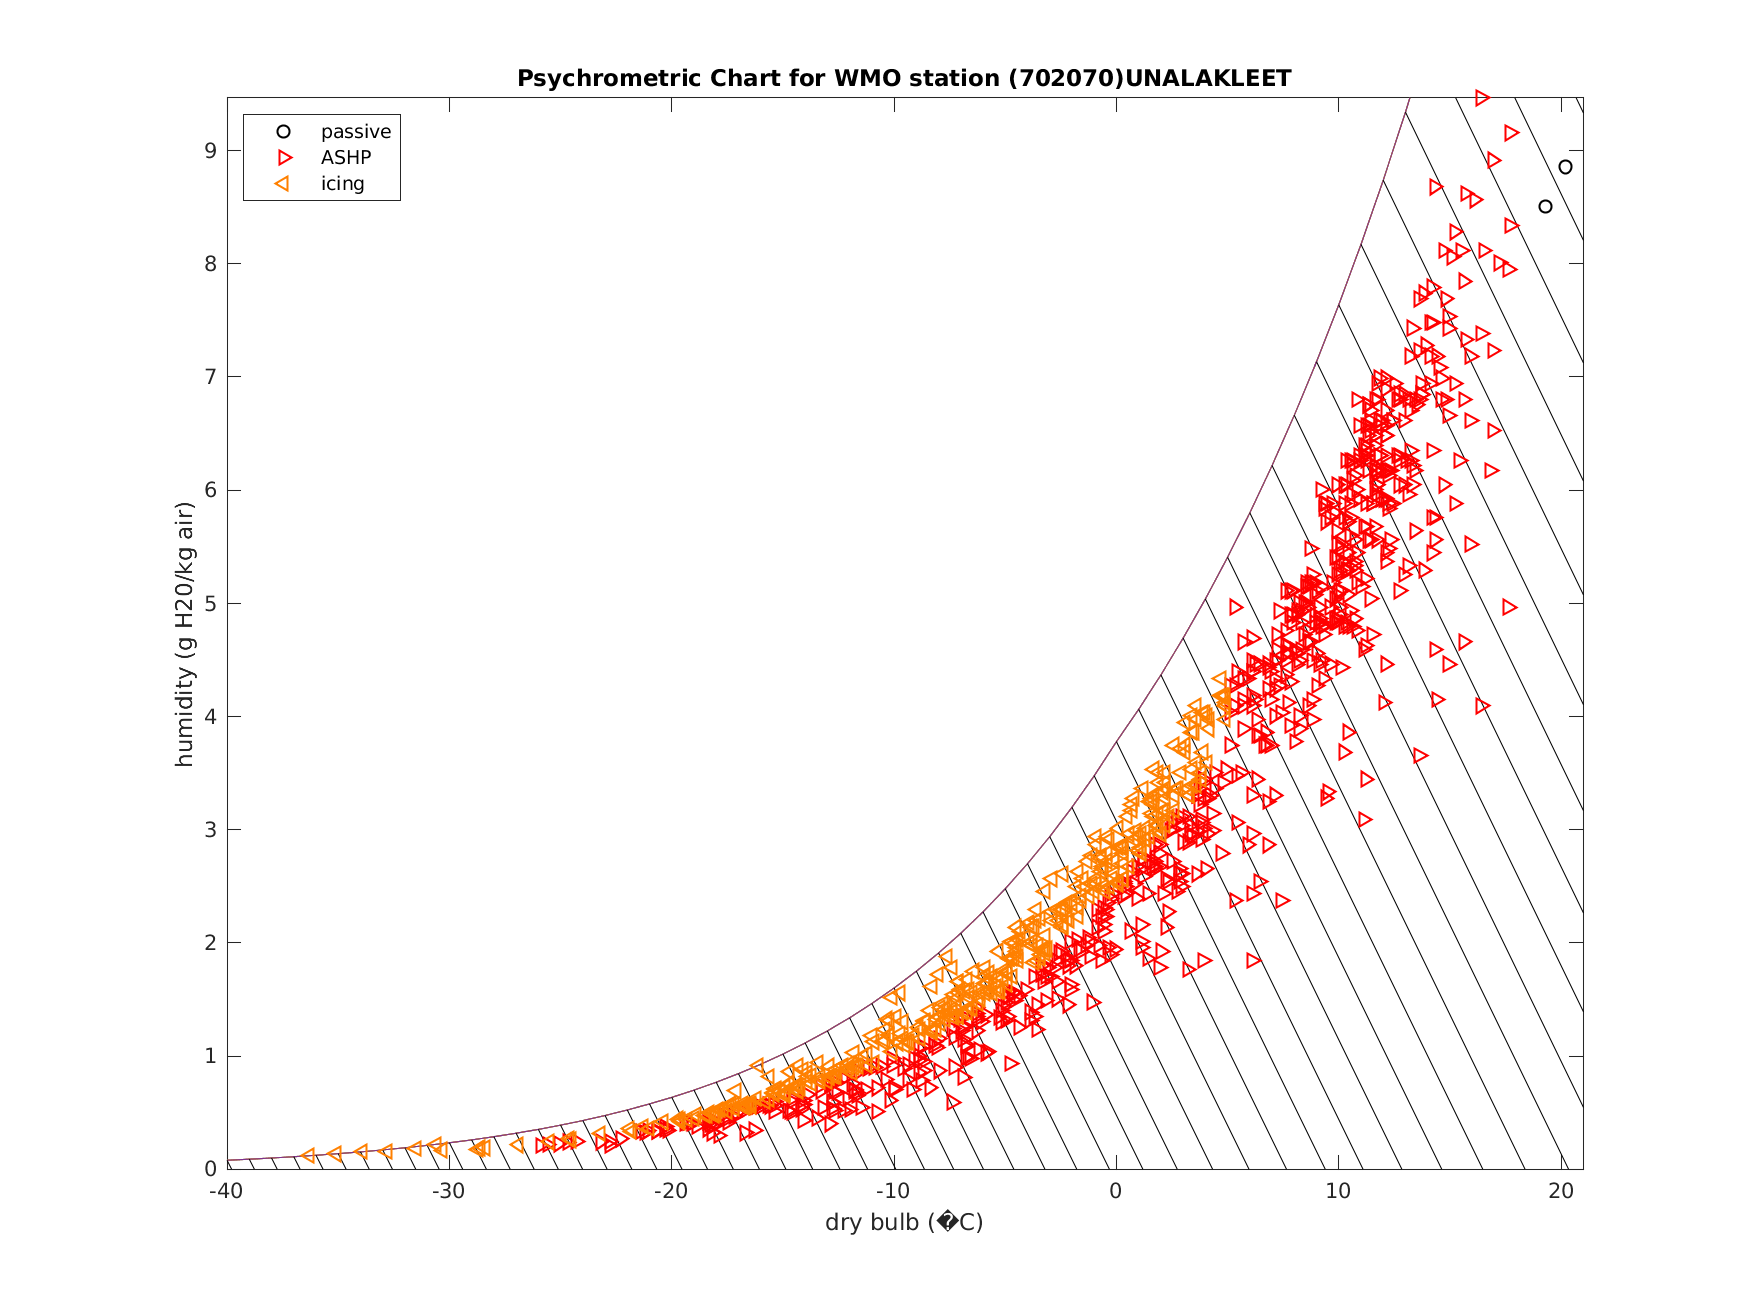 Psychrometric Chart for WMO station (702070)UNALAKLEET
passive
ASHP
icing
9
8
7
6
5
4
3
2
1
0
humidity (g H20/kg air)
-40
-30
-20
-10
0
10
20
dry bulb (�C)